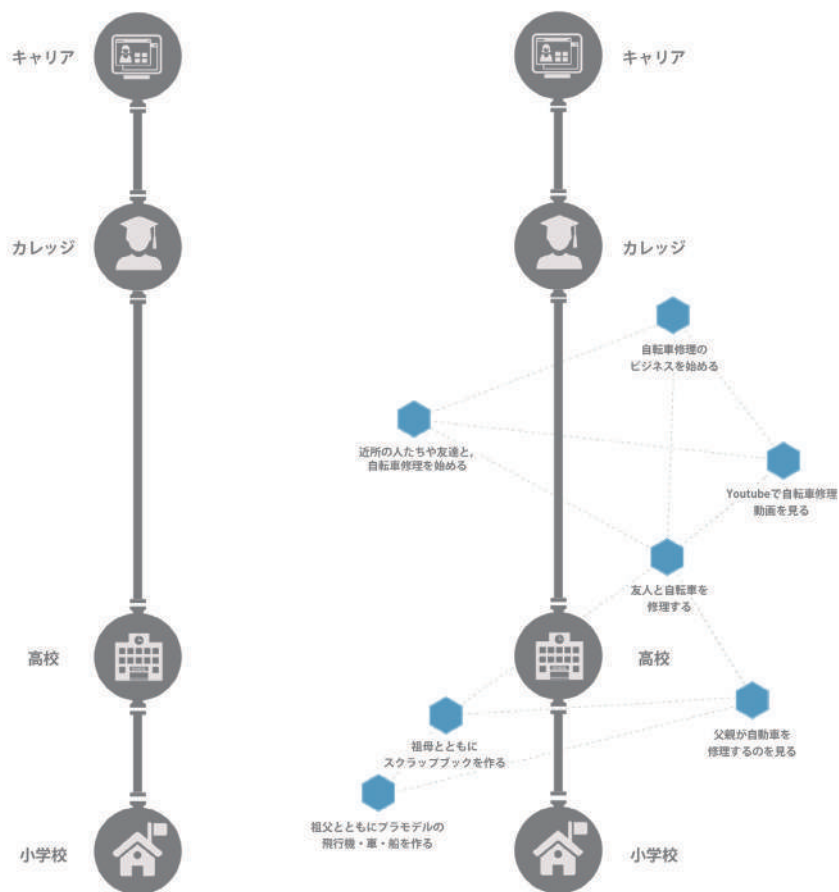 キャリア
カレッジ
高校
小学校
キャリア
カレッジ
自転車修理の
ビジネスを始める
近所の人たちや友達と，
自転車修理を始める
Youtubeで自転車修理
動画を見る
友人と自転車を
修理する
高校
父親が自動車を
修理するのを見る
祖母とともに
スクラップブックを作る
祖父とともにプラモデルの
飛行機・車・船を作る
小学校